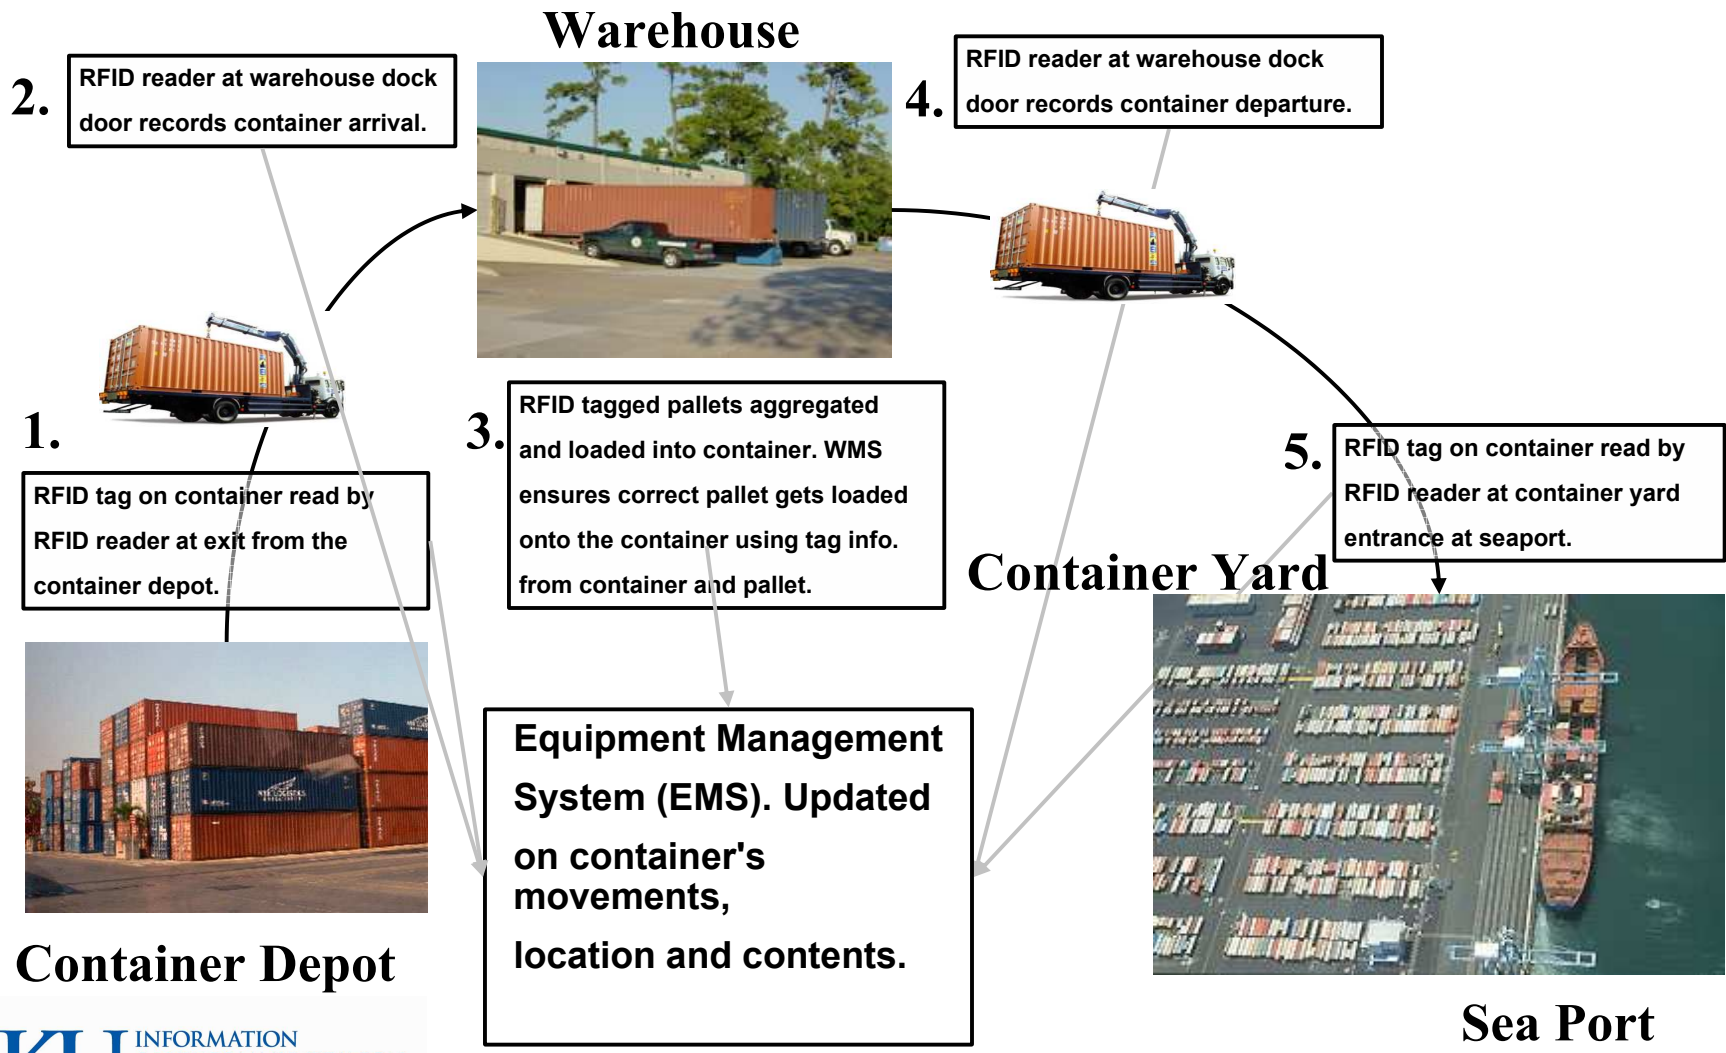 Warehouse
2.
RFID reader at warehouse dock
door records container arrival.
4.
RFID reader at warehouse dock
door records container departure.
1.
RFID tag on container read by
RFID reader at exit from the
container depot.
3.
RFID tagged pallets aggregated
and loaded into container. WMS
ensures correct pallet gets loaded
onto the container using tag info.
from container and pallet.
5.
RFID tag on container read by
RFID reader at container yard
entrance at seaport.
Container Yard
Equipment Management
System (EMS). Updated
on container's
movements,
location and contents.
Container Depot
Sea Port
KU INFORMATION